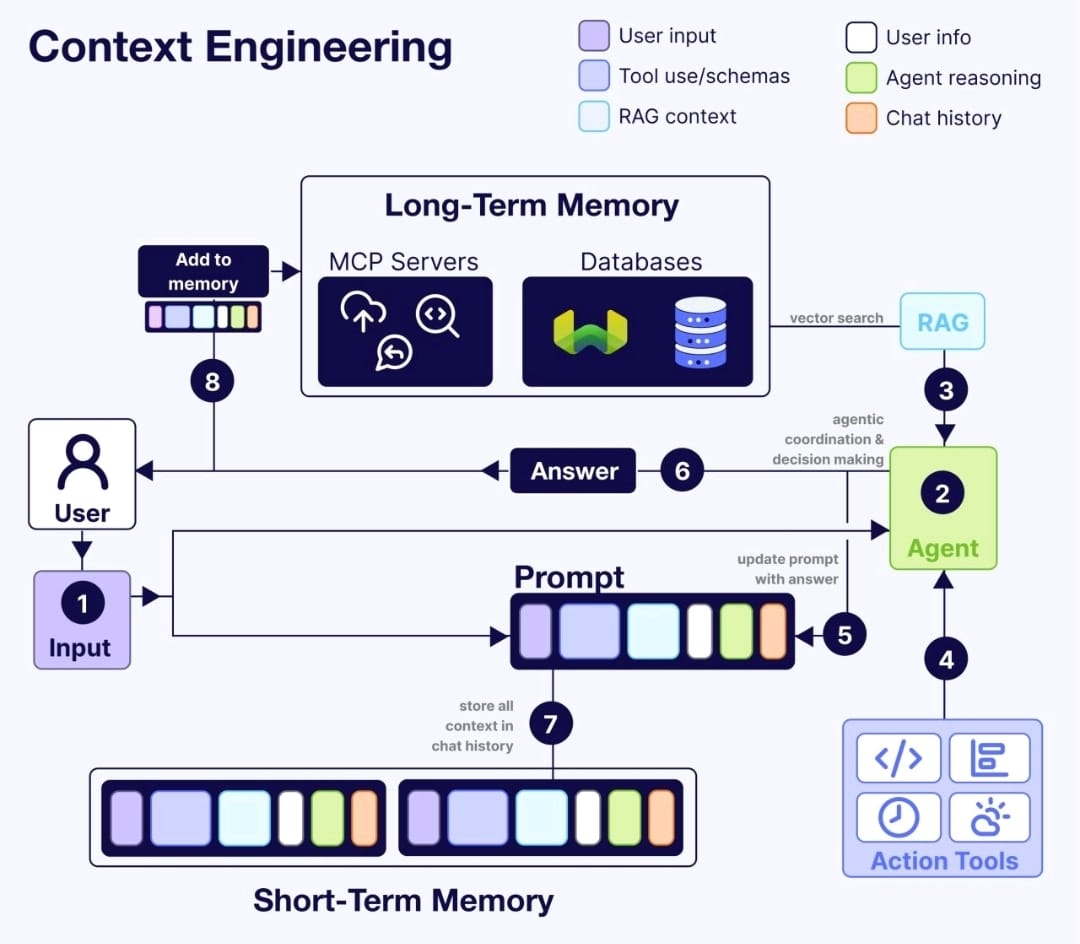 Context Engineering
User input
Tool use/schemas
RAG context
User info
Agent reasoning
Chat history
Long-Term Memory
MCP Servers
Databases
Add to
memory
vector search
RAG
8
3
agentic
coordination &
decision making
User
Answer
6
2
Agent
1
Input
update prompt
with answer
Prompt
5
4
store all
context in
chat history
7
Action Tools
Short-Term Memory